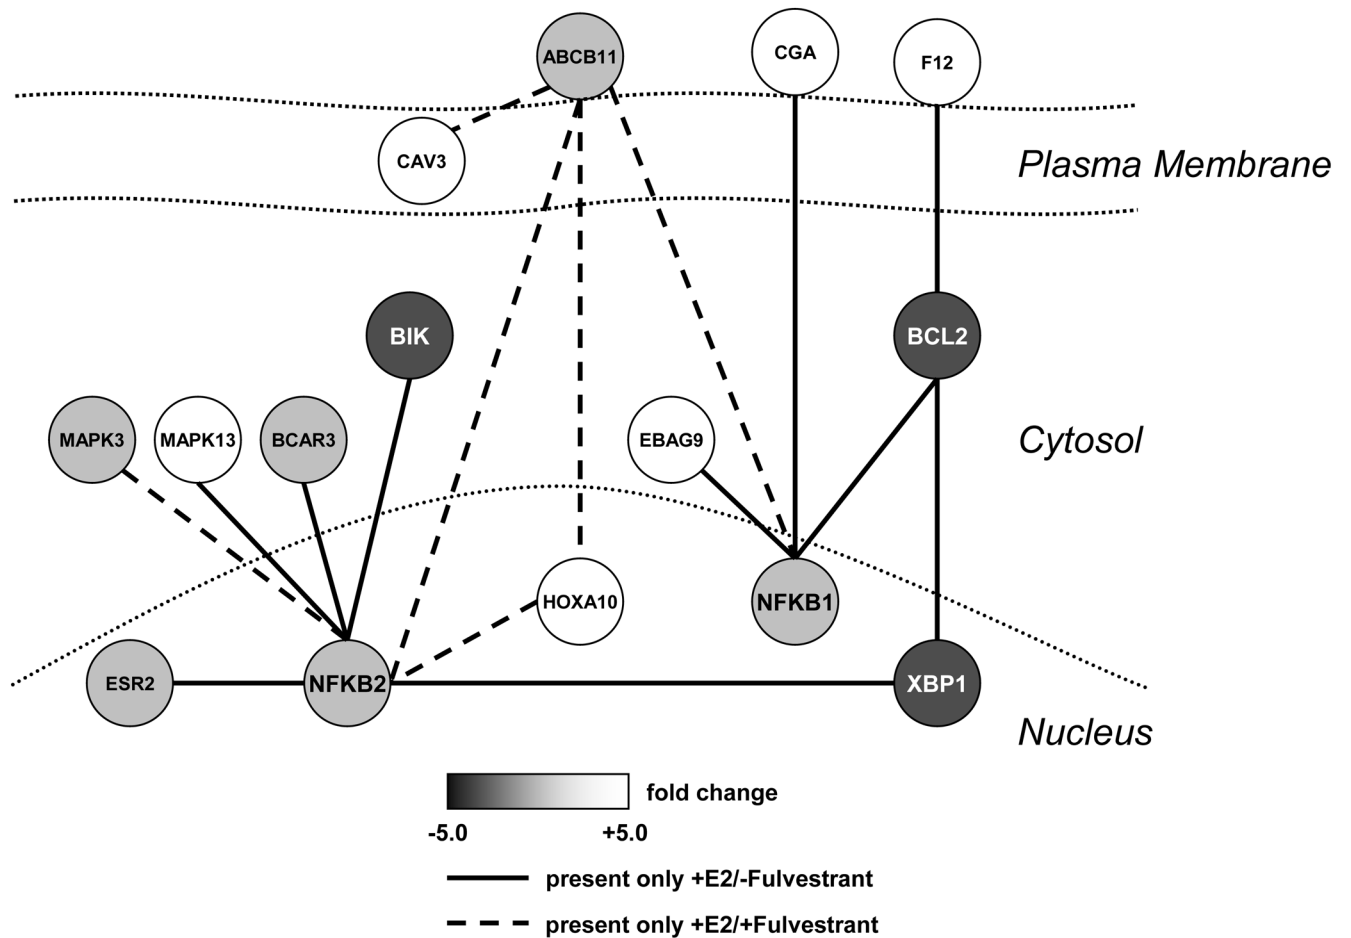 ABCB11
CGA
F12
CAV3
Plasma Membrane
BIK
BCL2
MAPK3
MAPK13
BCAR3
EBAG9
Cytosol
HOXA10
NFKB1
ESR2
NFKB2
XBP1
Nucleus
fold change
-5.0
+5.0
present only +E2/-Fulvestrant
present only +E2/+Fulvestrant